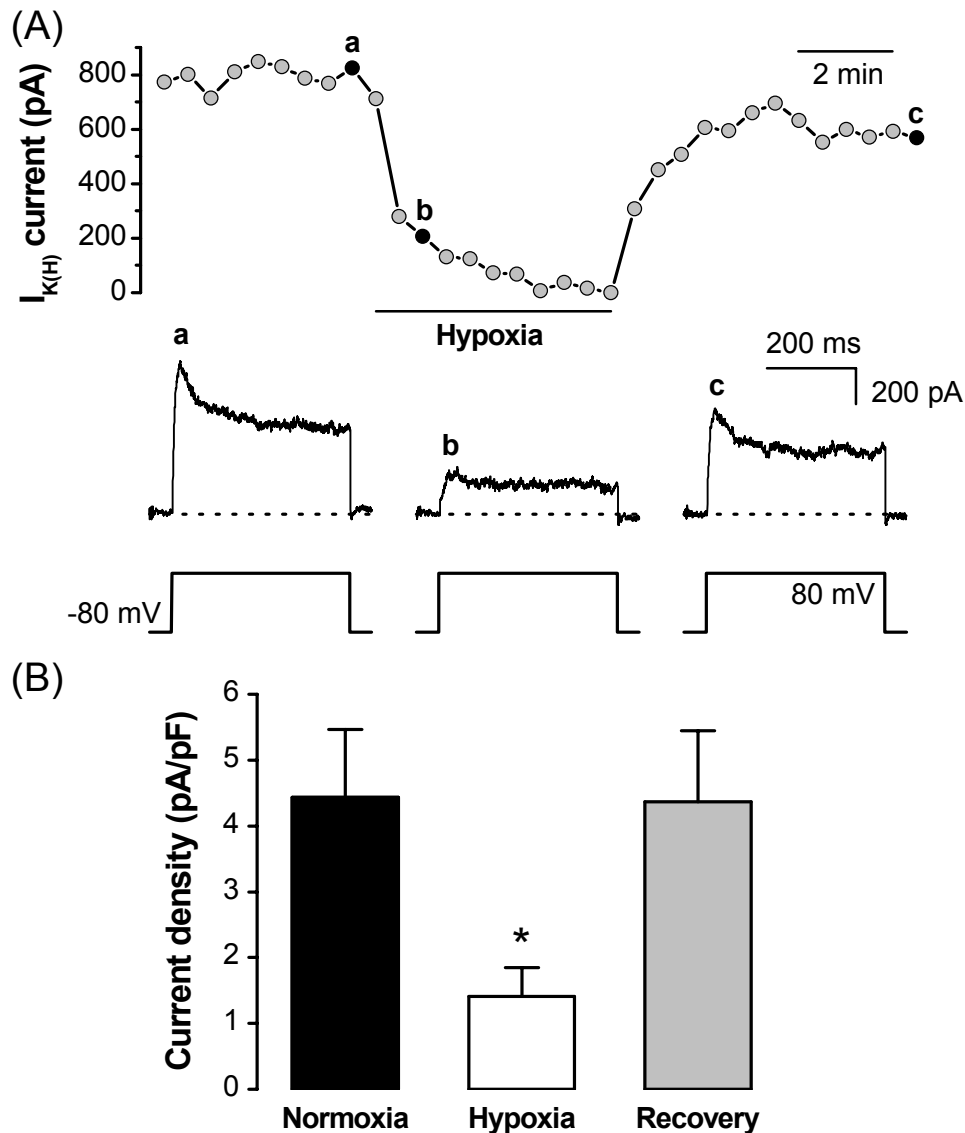 (A)
I K(H) current (pA)
800
600
400
200
0
a
b
c
2 min
Hypoxia
a
b
c
200 ms
200 pA
-80 mV
80 mV
(B)
Current density (pA/pF)
6
5
4
3
2
1
0
*
Normoxia
Hypoxia
Recovery